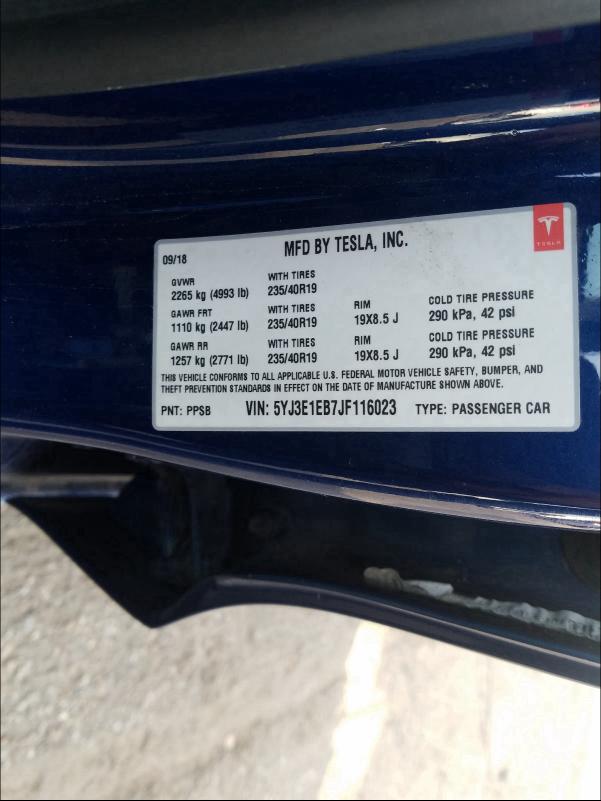 MFD BY TESLA, INC.
TESLA
09/18
GVWR WITH TIRES
2265 kg (4993 lb) 235/40R19
GAWR FRT WITH TIRES RIM COLD TIRE PRESSURE
1110 kg (2447 lb) 235/40R19 19X8.5 J 290 kPa, 42 psi
GAWR RR WITH TIRES RIM COLD TIRE PRESSURE
1257 kg (2771 lb) 235/40R19 19X8.5 J 290 kPa, 42 psi
THIS VEHICLE CONFORMS TO ALL APPLICABLE U.S. FEDERAL MOTOR VEHICLE SAFETY, BUMPER, AND
THEFT PREVENTION STANDARDS IN EFFECT ON THE DATE OF MANUFACTURE SHOWN ABOVE.
PNT: PPSB VIN: 5YJ3E1EB7JF116023 TYPE: PASSENGER CAR